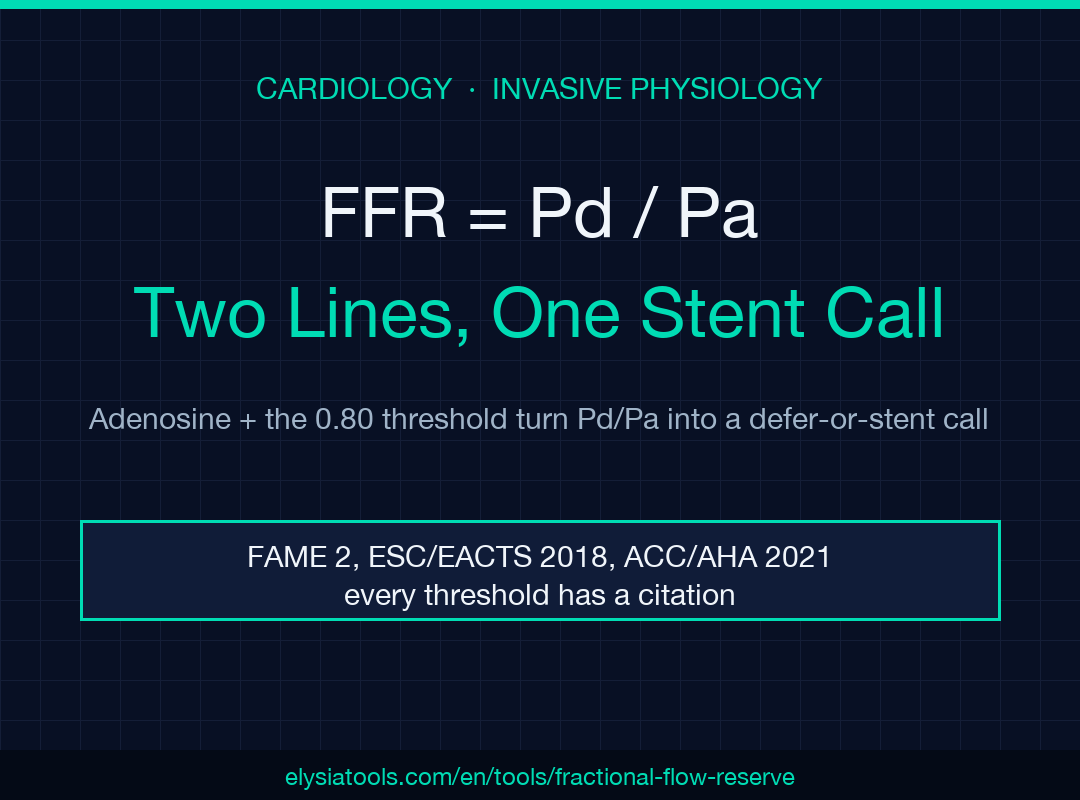 CARDIOLOGY · INVASIVE PHYSIOLOGY
FFR = Pd / Pa
Two Lines, One Stent Call
Adenosine + the 0.80 threshold turn Pd/Pa into a defer-or-stent call
FAME 2, ESC/EACTS 2018, ACC/AHA 2021
every threshold has a citation
elysiatools.com/en/tools/fractional-flow-reserve